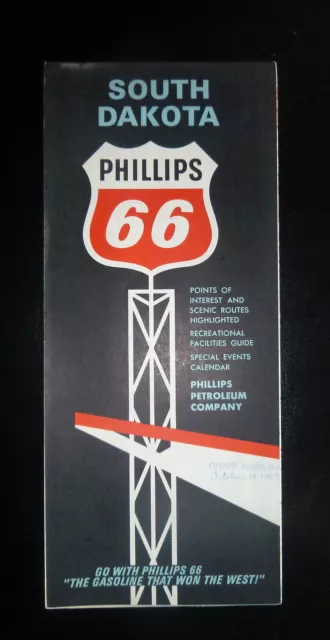 SOUTH
DAKOTA
PHILLIPS
66
POINTS OF
INTEREST AND
SCENIC ROUTES
HIGHLIGHTED
RECREATIONAL
FACILITIES GUIDE
SPECIAL EVENTS
CALENDAR
PHILLIPS
PETROLEUM
COMPANY
October
GO WITH PHILLIPS 66
"THE GASOLINE THAT WON THE WEST!"